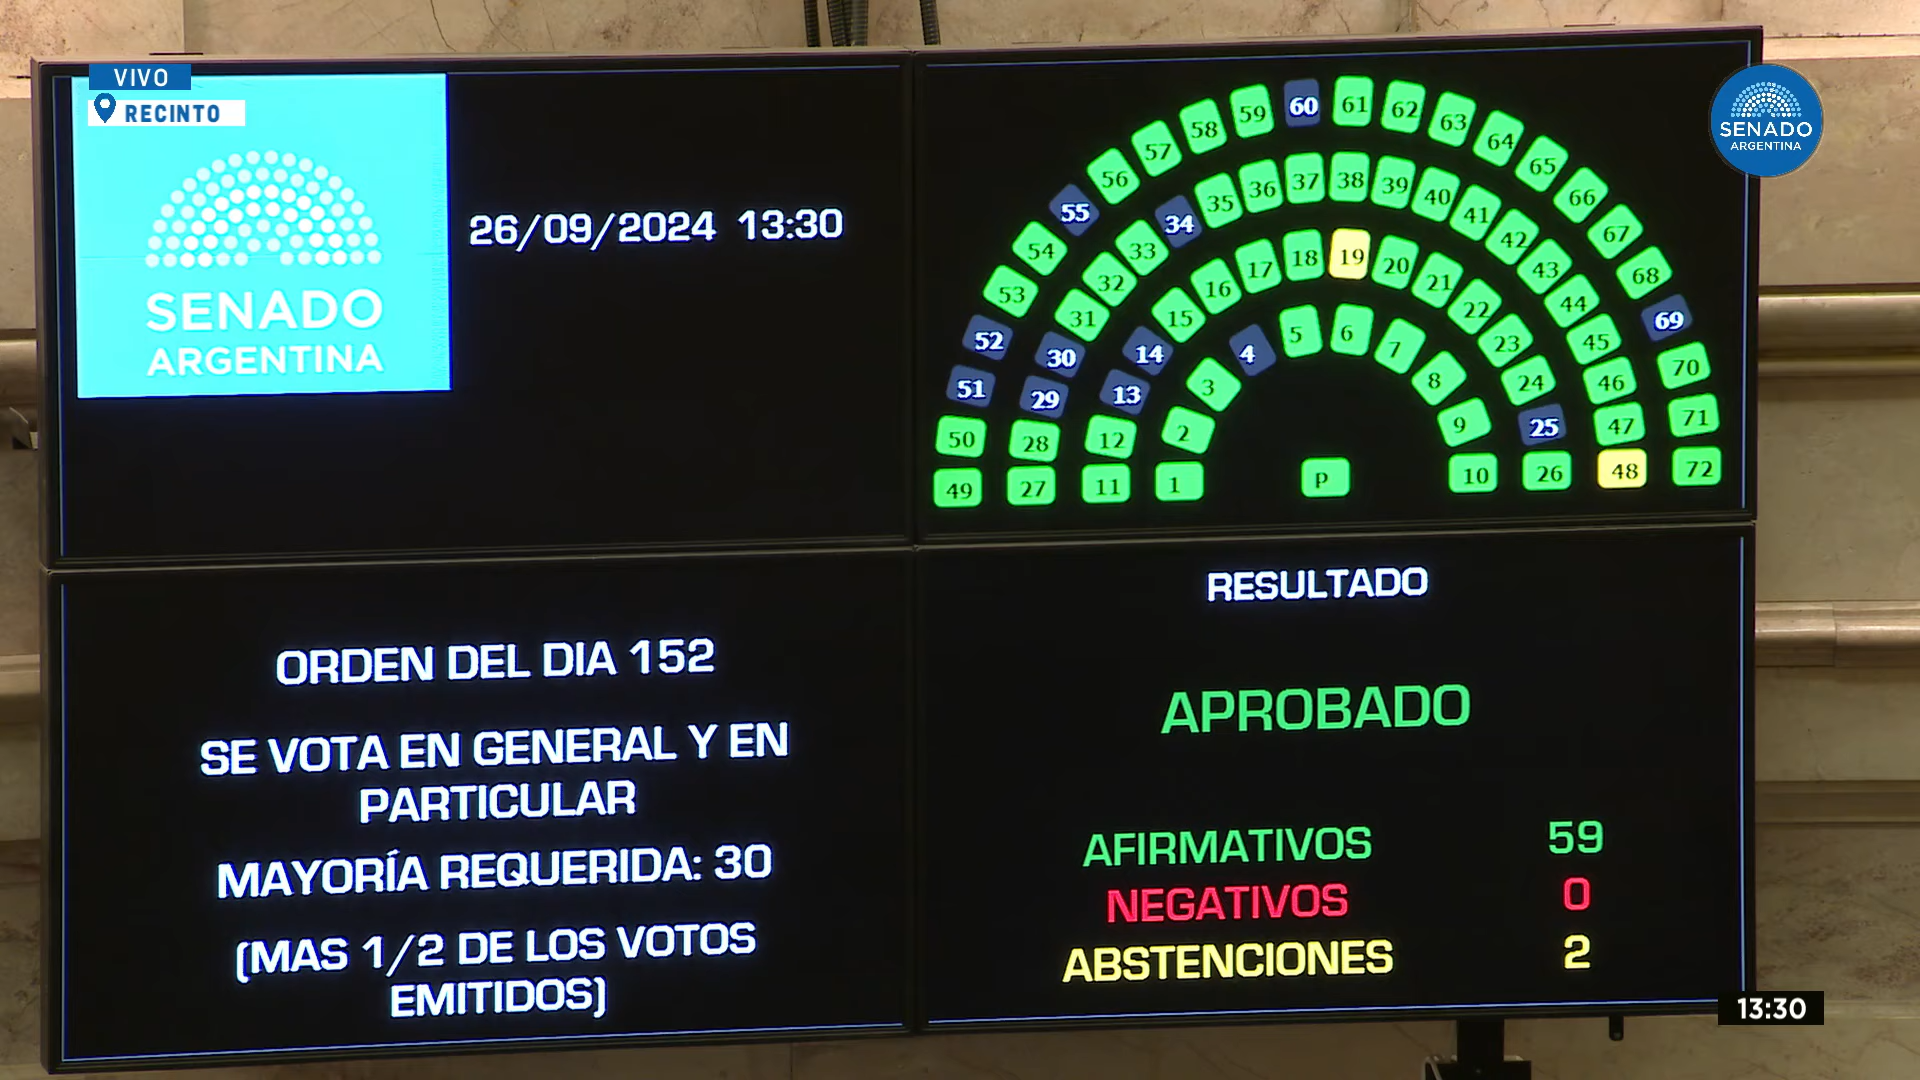 VIVO
RECINTO
SENADO
ARGENTINA
26/09/2024 13:30
59 60 61 62
58 63
57 64
56 65
55 66
54 67
53 68
52 69
51 70
50 71
49 72
35 36 37 38 39 40
34 41
33 42
32 43
31 44
30 45
29 46
28 47
27 48
17 18 19 20 21
16 22
15 23
14 24
13 25
12 26
11
5 6 7
4 8
3 9
2 10
1 P
SENADO
ARGENTINA
ORDEN DEL DIA 152
SE VOTA EN GENERAL Y EN
PARTICULAR
MAYORÍA REQUERIDA: 30
(MAS 1/2 DE LOS VOTOS
EMITIDOS)
RESULTADO
APROBADO
AFIRMATIVOS 59
NEGATIVOS 0
ABSTENCIONES 2
13:30